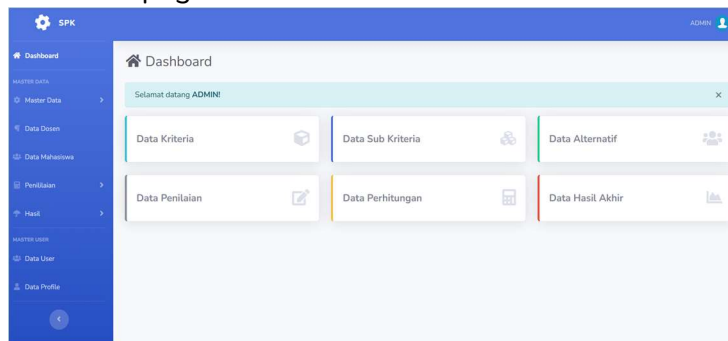 SPK
ADMIN
Dashboard
MASTER DATA
Master Data
Data Dosen
Data Mahasiswa
Penilaian
Hasil
MASTER USER
Data User
Data Profile
Dashboard
Selamat datang ADMIN!
Data Kriteria
Data Sub Kriteria
Data Alternatif
Data Penilaian
Data Perhitungan
Data Hasil Akhir